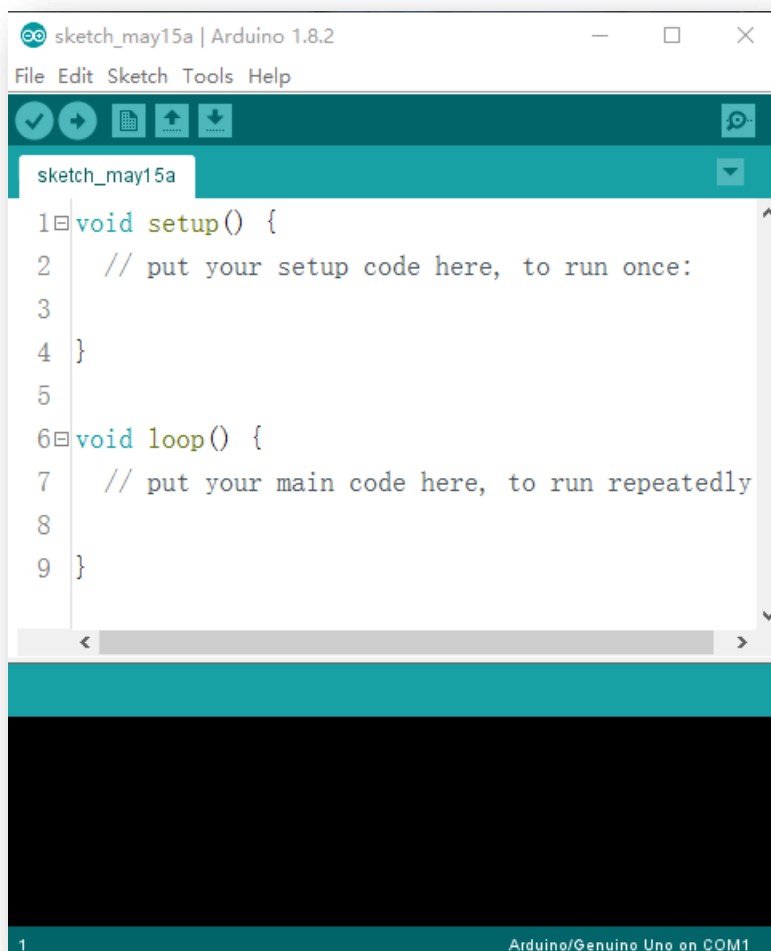 sketch_may15a | Arduino 1.8.2
File Edit Sketch Tools Help
sketch_may15a
1 void setup() {
2 // put your setup code here, to run once:
3
4 }
5
6 void loop() {
7 // put your main code here, to run repeatedly
8
9 }
1 Arduino/Genuino Uno on COM1